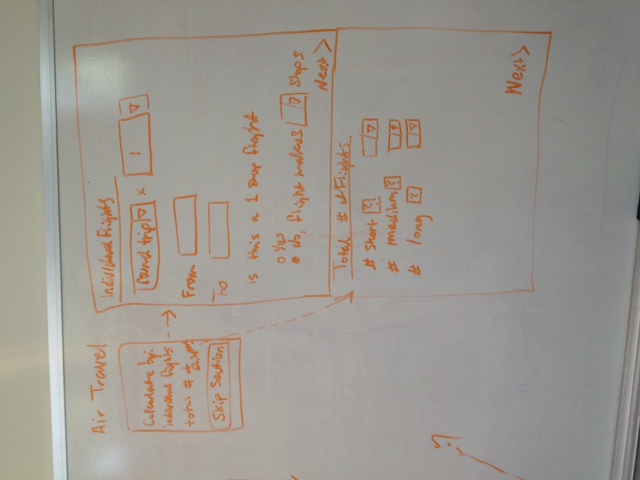 Air Travel
Calculate by:
individual flights
total # of flights
Skip Section
Individual Flights
round trip x 1
From
To
is this a 1 stop flight
Yes
No, flight makes stops
Next >
Total # of Flights
# short ?
# medium ?
# long ?
Next >